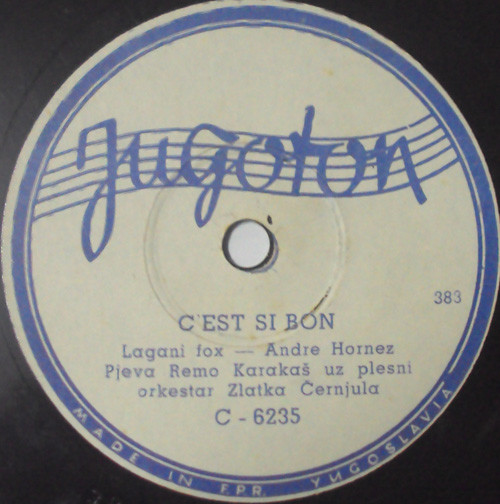 Jugoton
383
C'EST SI BON
Lagani fox — Andre Hornez
Pjeva Remo Karakaš uz plesni
orkestar Zlatka Černjula
C - 6235
MADE IN F.P.R. YUGOSLAVIA